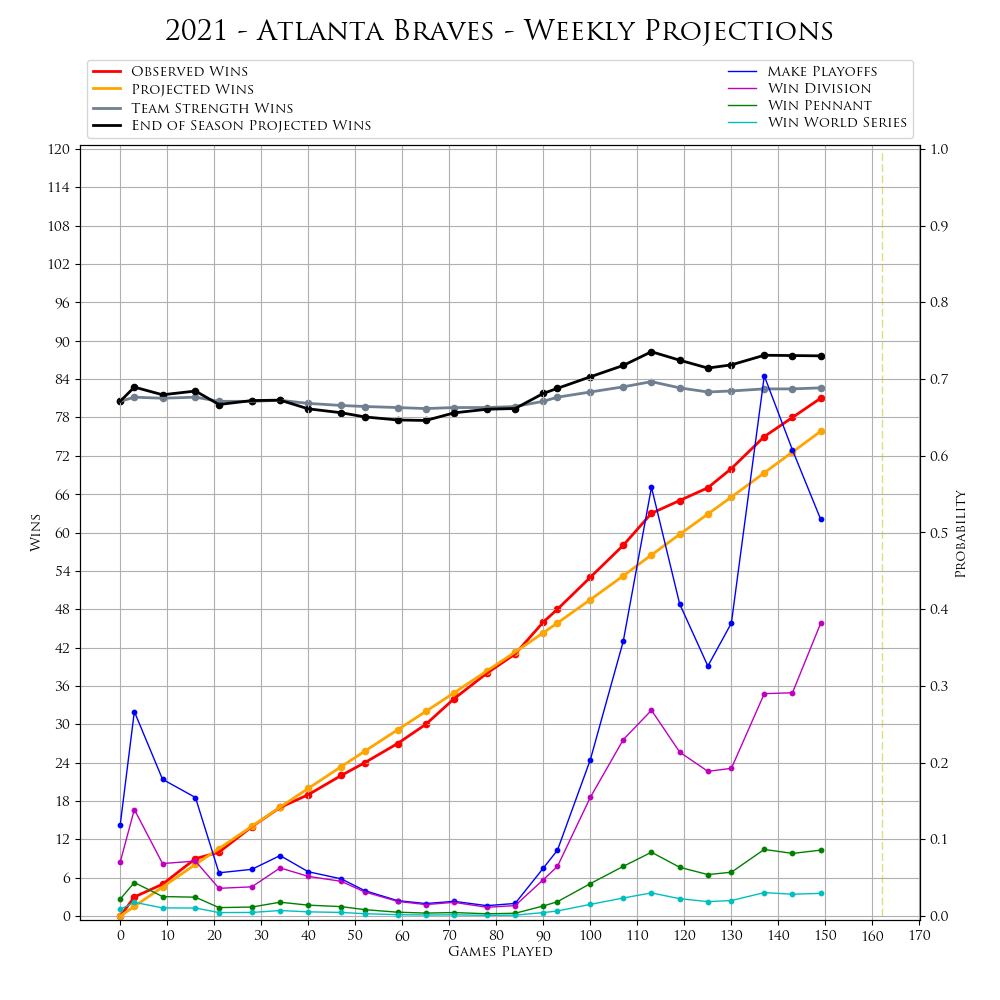 2021 - Atlanta Braves - Weekly Projections
Observed Wins
Projected Wins
Team Strength Wins
End of Season Projected Wins
Make Playoffs
Win Division
Win Pennant
Win World Series
120
114
108
102
96
90
84
78
72
66
60
54
48
42
36
30
24
18
12
6
0
Wins
1.0
0.9
0.8
0.7
0.6
0.5
0.4
0.3
0.2
0.1
0.0
Probability
0 10 20 30 40 50 60 70 80 90 100 110 120 130 140 150 160 170
Games Played